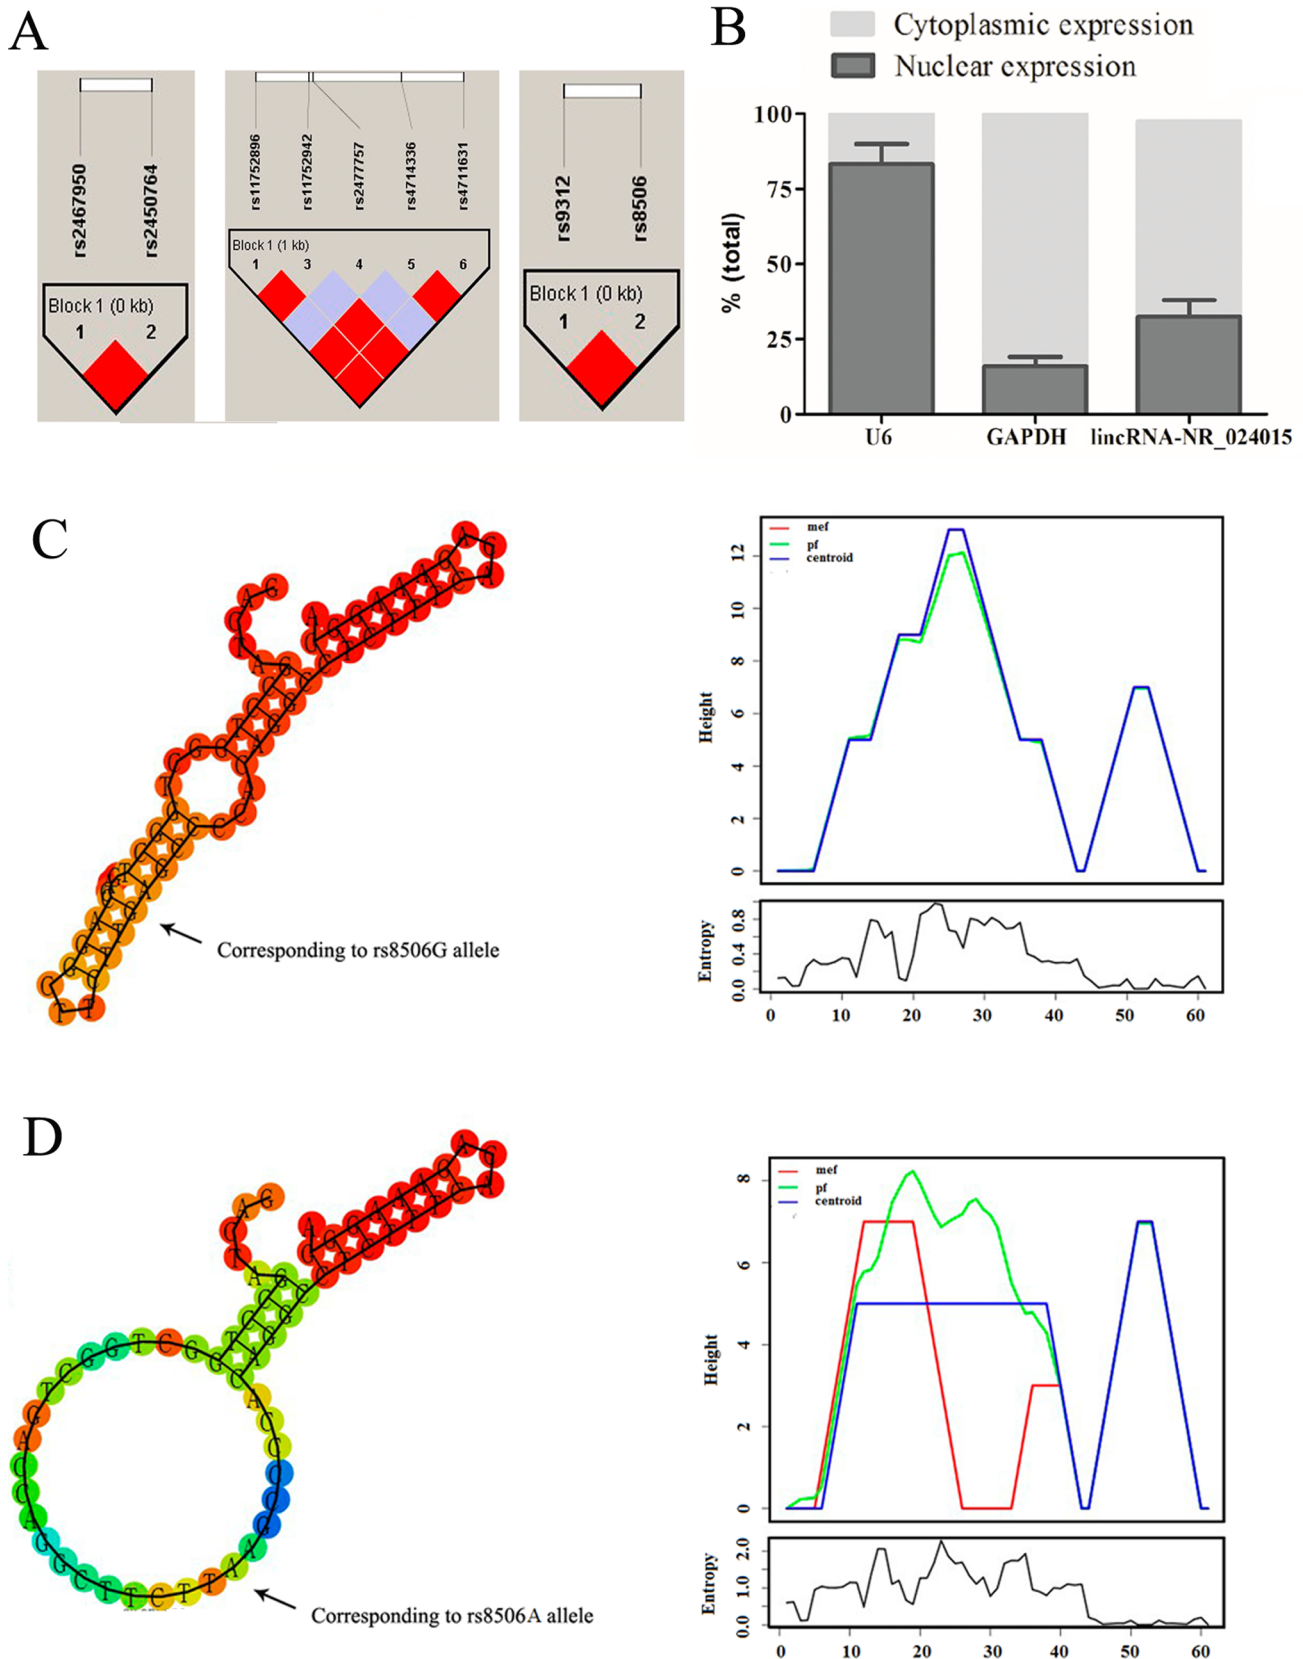 A
rs2467950
rs2450764
Block 1 (0 kb)
1 2
rs11752896
rs11752942
rs2477757
rs4714336
rs4711631
Block 1 (1 kb)
1 3 4 5 6
rs9312
rs8506
Block 1 (0 kb)
1 2
B
Cytoplasmic expression
Nuclear expression
% (total)
100
75
50
25
0
U6 GAPDH lincRNA-NR_024015
C
Corresponding to rs8506G allele
mef
pf
centroid
Height
12
10
8
6
4
2
0
Entropy
0.8
0.4
0.0
0 10 20 30 40 50 60
D
Corresponding to rs8506A allele
mef
pf
centroid
Height
8
6
4
2
0
Entropy
2.0
1.0
0.0
0 10 20 30 40 50 60